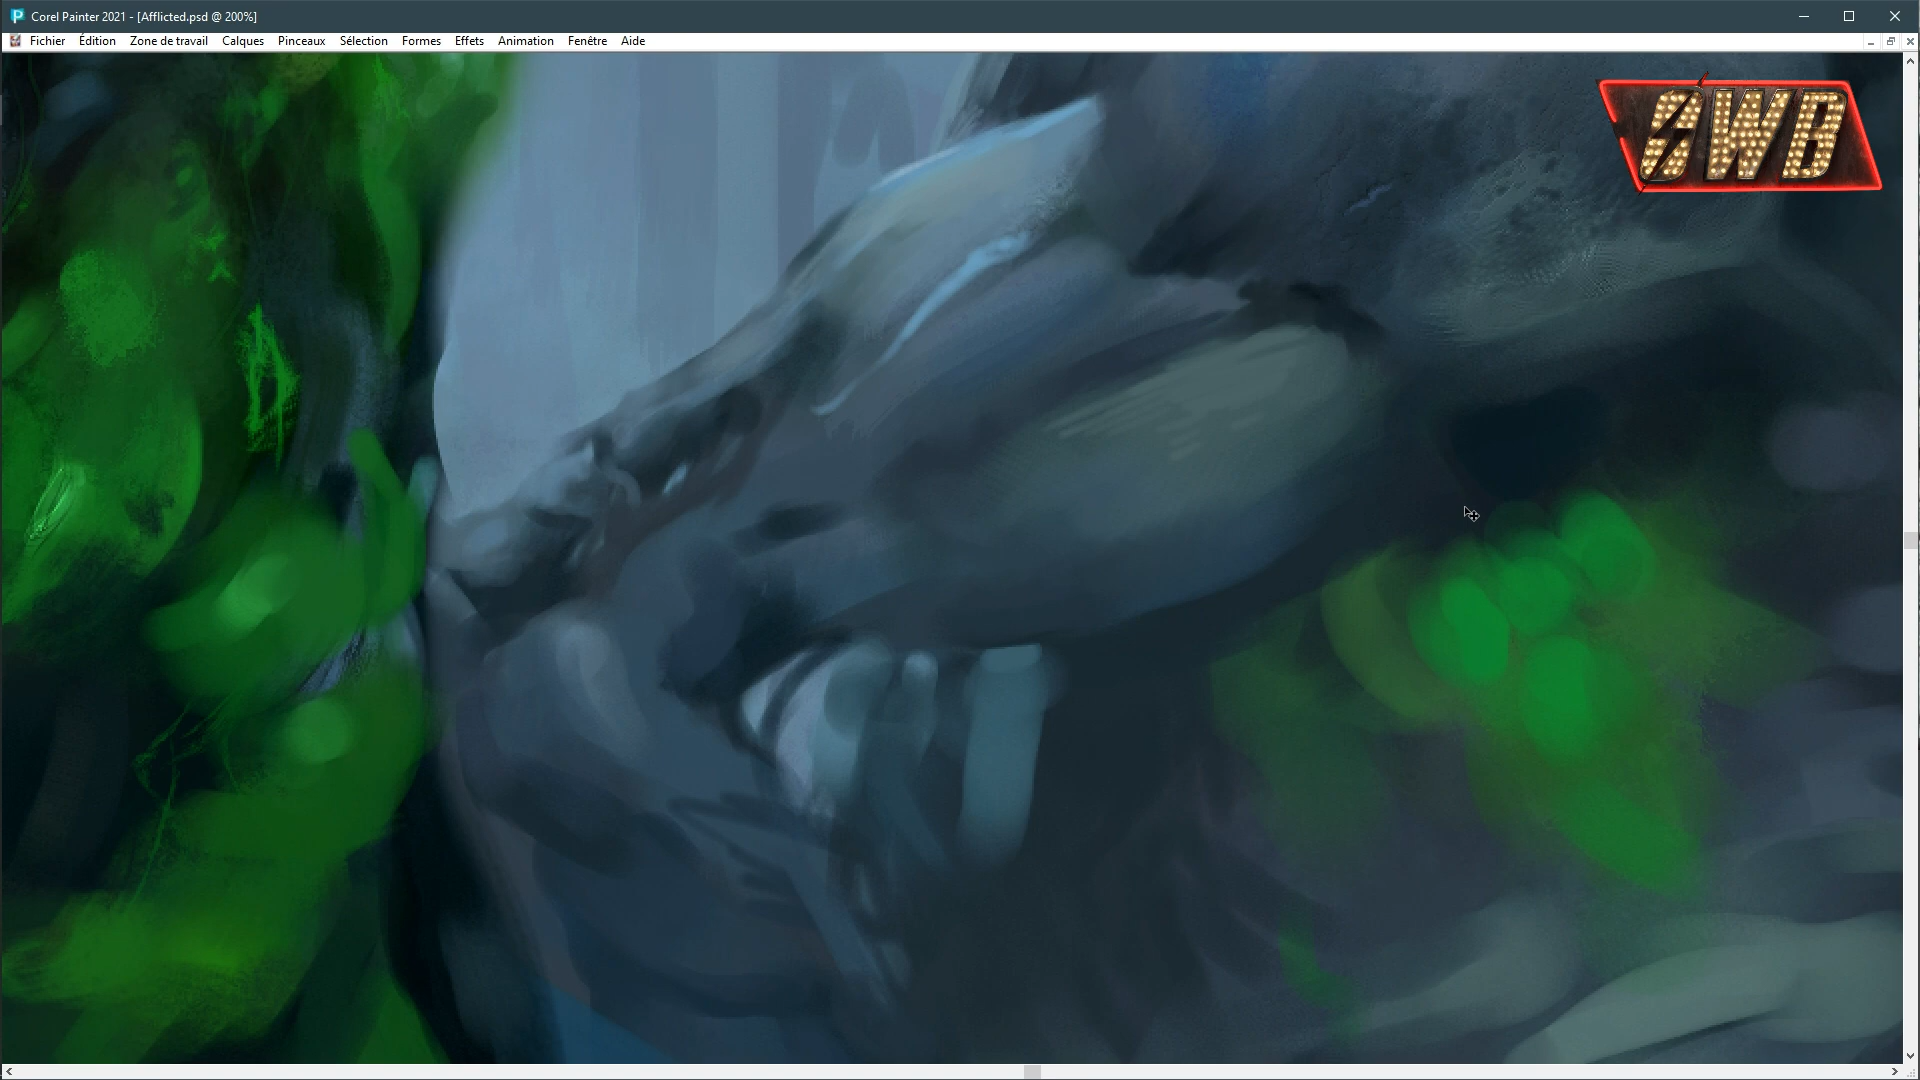 Corel Painter 2021 - [Afflicted.psd @ 200%]
Fichier Édition Zone de travail Calques Pinceaux Sélection Formes Effets Animation Fenêtre Aide
SWB